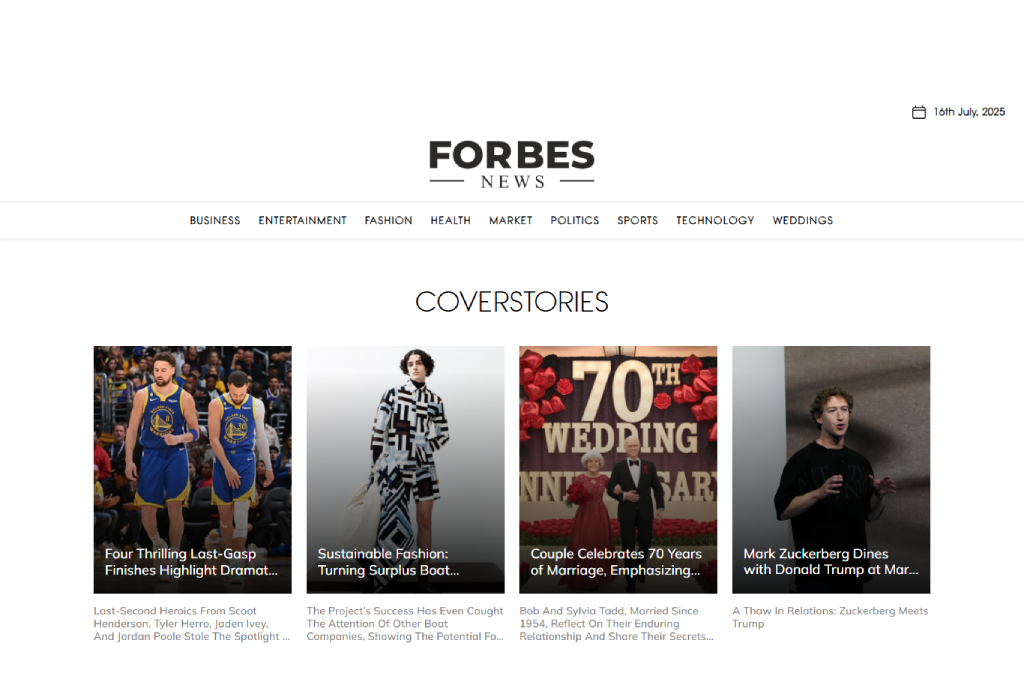 16th July, 2025
FORBES
NEWS
BUSINESS ENTERTAINMENT FASHION HEALTH MARKET POLITICS SPORTS TECHNOLOGY WEDDINGS
COVERSTORIES
70TH
WEDDING
ANNIVERSARY
Four Thrilling Last-Gasp
Finishes Highlight Dramat...
Sustainable Fashion:
Turning Surplus Boat...
Couple Celebrates 70 Years
of Marriage, Emphasizing...
Mark Zuckerberg Dines
with Donald Trump at Mar...
Last-Second Heroics From Scoot
Henderson, Tyler Herro, Jaden Ivey,
And Jordan Poole Stole The Spotlight ...
The Project's Success Has Even Caught
The Attention Of Other Boat
Companies, Showing The Potential Fo...
Bob And Sylvia Tadd, Married Since
1954, Reflect On Their Enduring
Relationship And Share Their Secrets...
A Thaw In Relations: Zuckerberg Meets
Trump